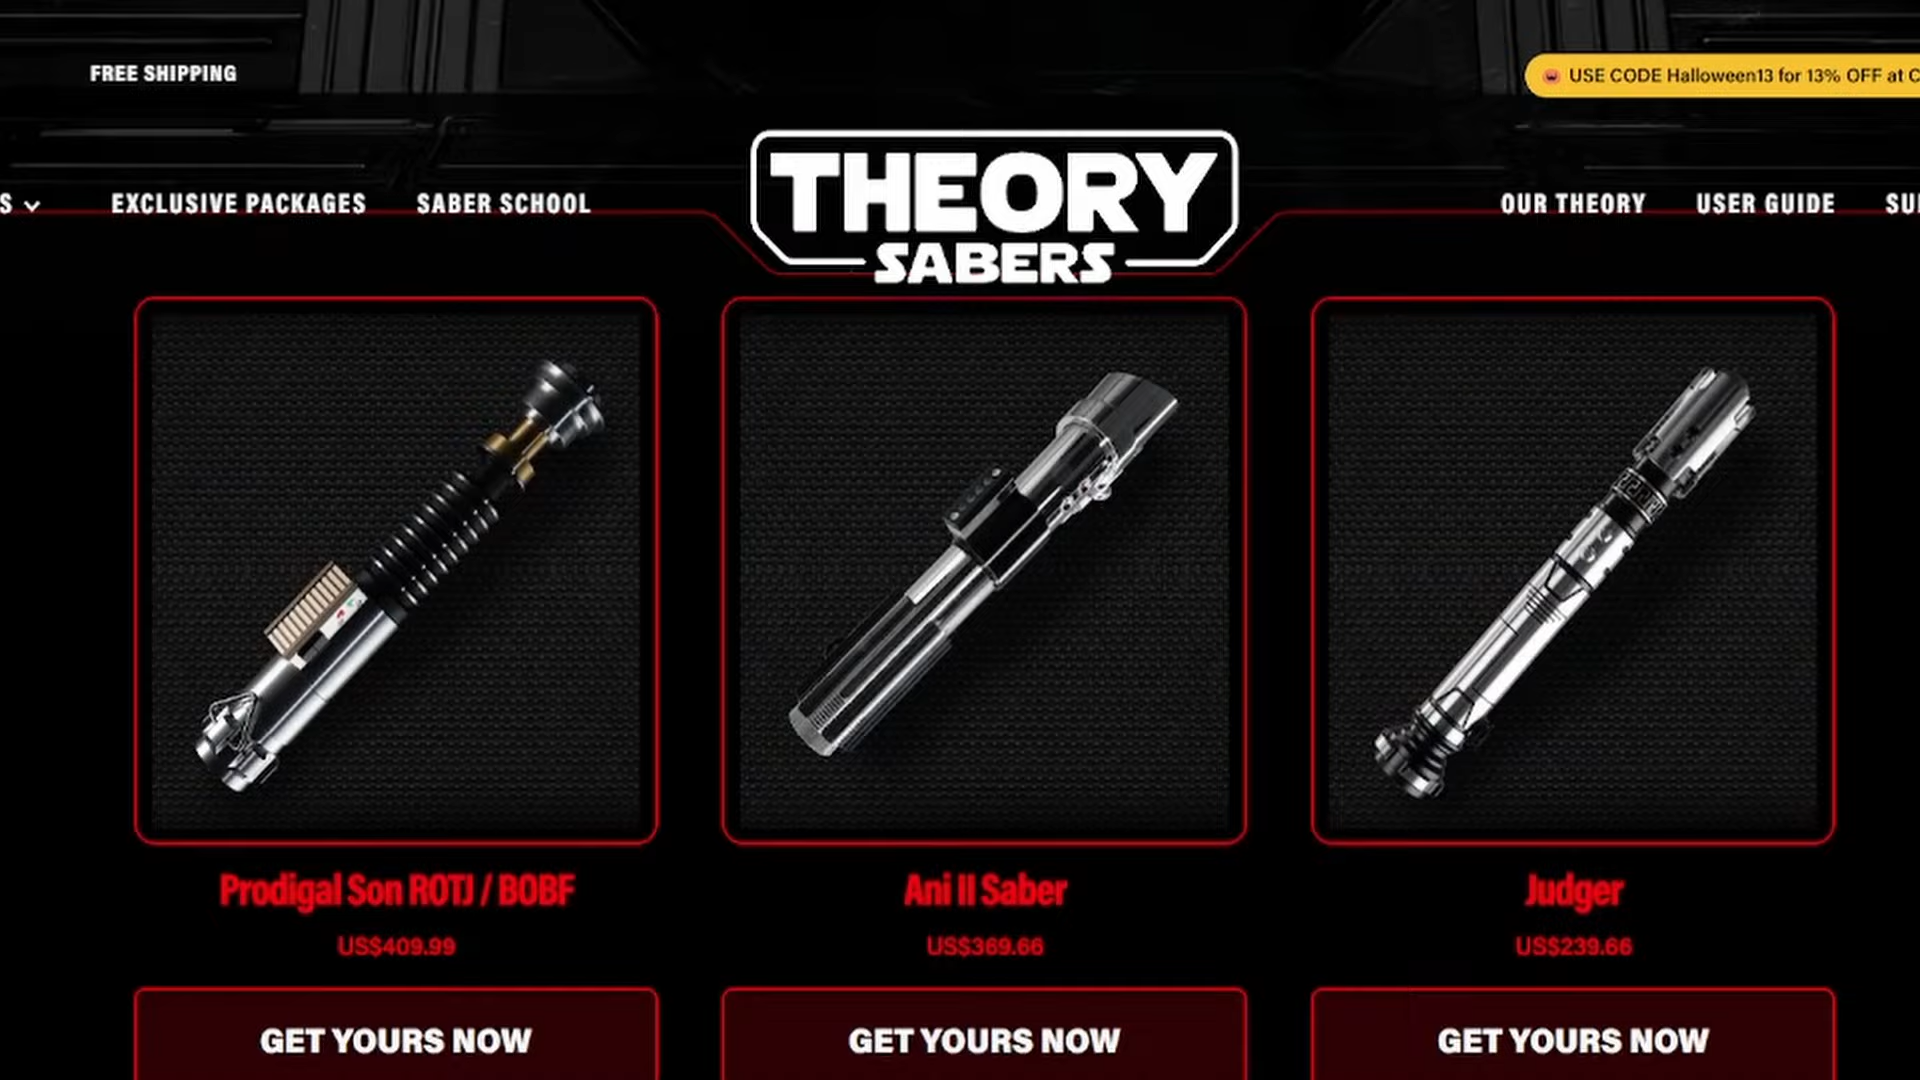 FREE SHIPPING
USE CODE Halloween13 for 13% OFF at
EXCLUSIVE PACKAGES
SABER SCHOOL
THEORY
SABERS
OUR THEORY
USER GUIDE
Prodigal Son ROTJ / BOBF
Ani II Saber
Judger
US$409.99
US$369.66
US$239.66
GET YOURS NOW
GET YOURS NOW
GET YOURS NOW